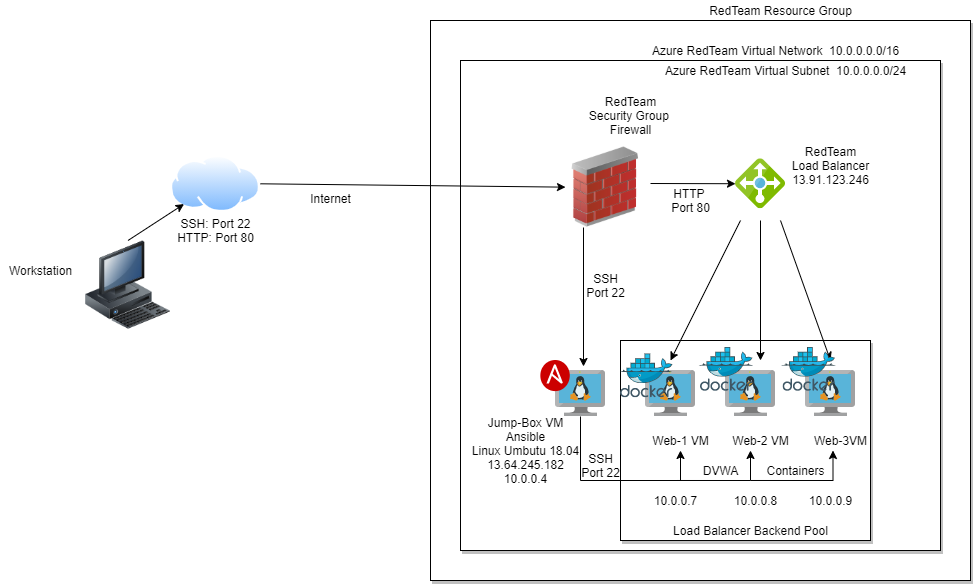 RedTeam Resource Group
Azure RedTeam Virtual Network 10.0.0.0.0/16
Azure RedTeam Virtual Subnet 10.0.0.0.0/24
RedTeam
Security Group
Firewall
RedTeam
Load Balancer
13.91.123.246
HTTP
Port 80
Internet
SSH: Port 22
HTTP: Port 80
Workstation
SSH
Port 22
A
docker
docker
docker
Jump-Box VM
Ansible
Linux Umbutu 18.04
13.64.245.182
10.0.0.4
SSH
Port 22
Web-1 VM
Web-2 VM
Web-3VM
DVWA
Containers
10.0.0.7
10.0.0.8
10.0.0.9
Load Balancer Backend Pool